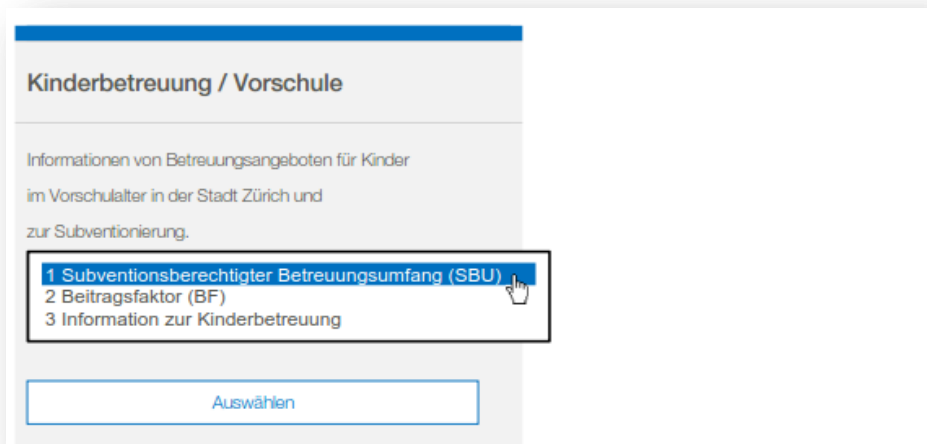 Kinderbetreuung / Vorschule
Informationen von Betreuungsangeboten für Kinder
im Vorschulalter in der Stadt Zürich und
zur Subventionierung.
1 Subventionsberechtigter Betreuungsumfang (SBU)
2 Beitragsfaktor (BF)
3 Information zur Kinderbetreuung
Auswählen